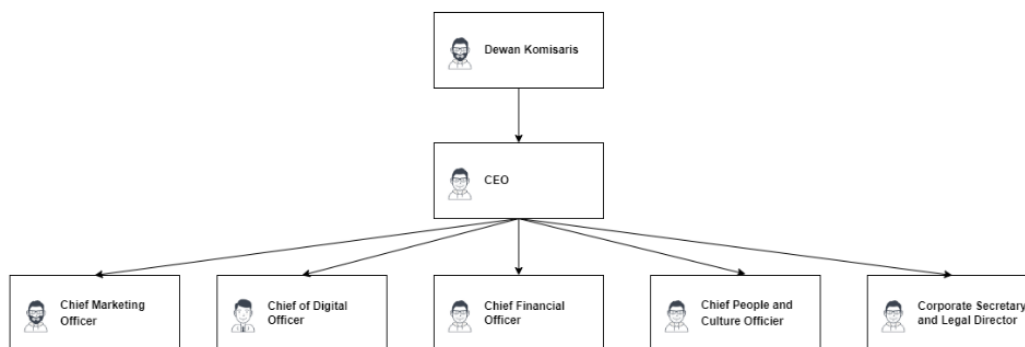 Dewan Komisaris
CEO
Chief Marketing
Officer
Chief of Digital
Officer
Chief Financial
Officer
Chief People and
Culture Officier
Corporate Secretary
and Legal Director